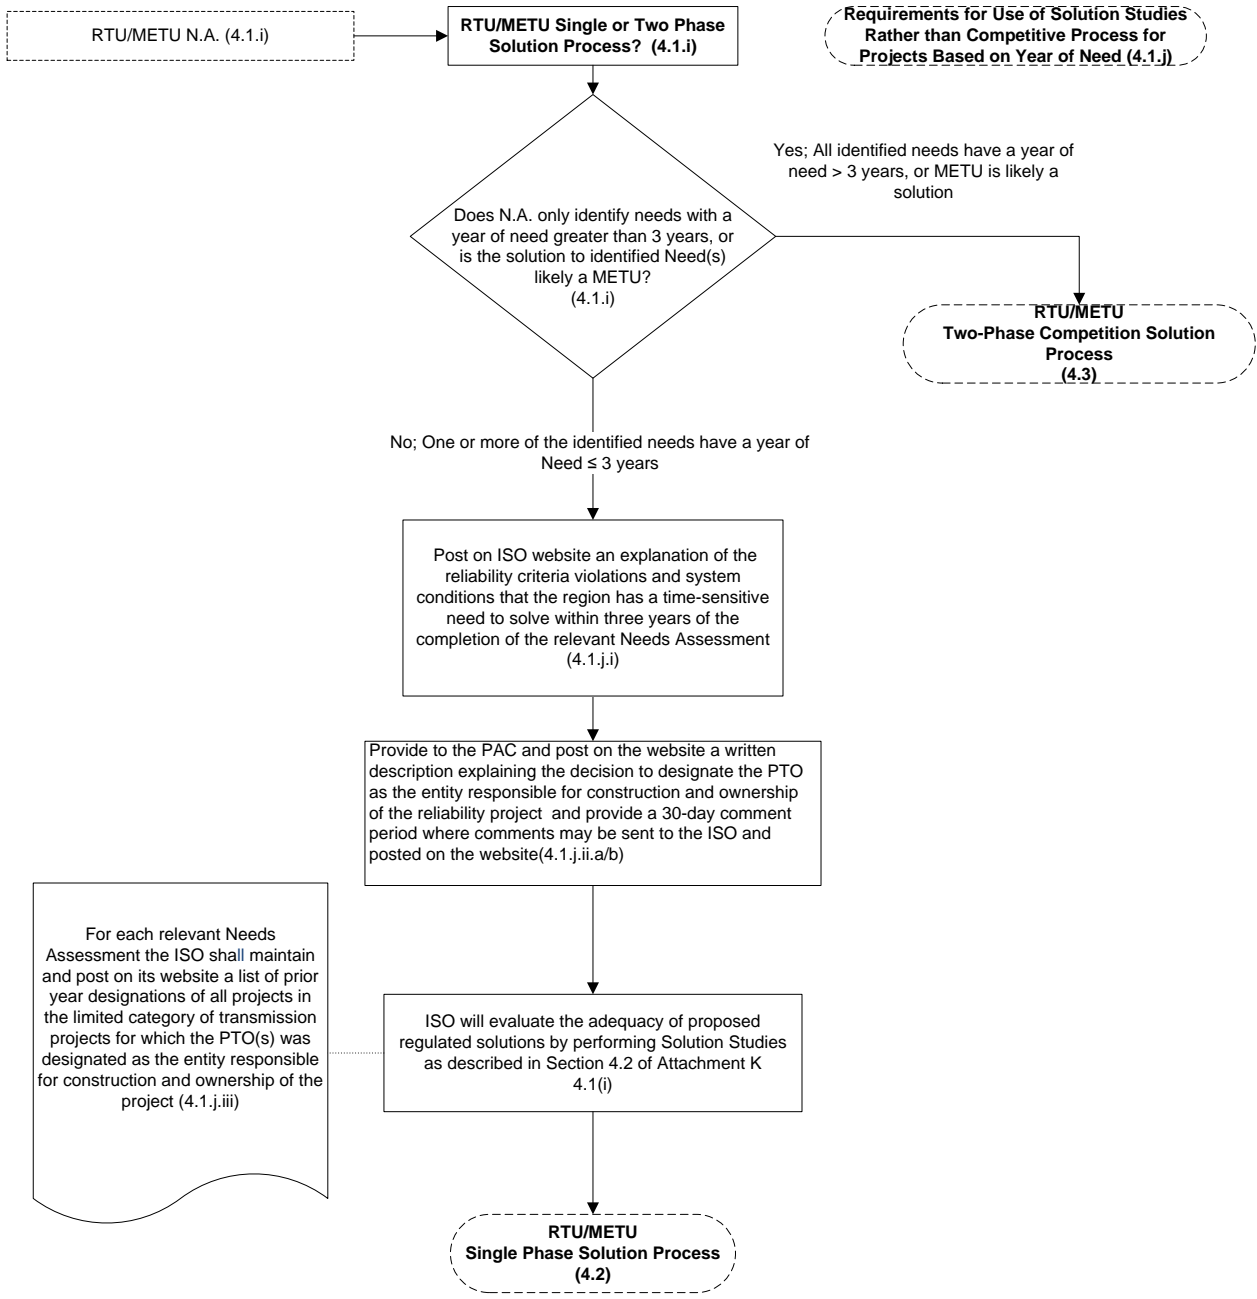 RTU/METU N.A. (4.1.i)
RTU/METU Single or Two Phase
Solution Process?  (4.1.i)
Requirements for Use of Solution Studies
Rather than Competitive Process for
Projects Based on Year of Need (4.1.j)
Yes; All identified needs have a year of
need > 3 years, or METU is likely a
solution
Does N.A. only identify needs with a
year of need greater than 3 years, or
is the solution to identified Need(s)
likely a METU?
(4.1.i)
RTU/METU
Two-Phase Competition Solution
Process
(4.3)
No; One or more of the identified needs have a year of
Need ≤ 3 years
Post on ISO website an explanation of the
reliability criteria violations and system
conditions that the region has a time-sensitive
need to solve within three years of the
completion of the relevant Needs Assessment
(4.1.j.i)
Provide to the PAC and post on the website a written
description explaining the decision to designate the PTO
as the entity responsible for construction and ownership
of the reliability project  and provide a 30-day comment
period where comments may be sent to the ISO and
posted on the website(4.1.j.ii.a/b)
For each relevant Needs
Assessment the ISO shall maintain
and post on its website a list of prior
year designations of all projects in
the limited category of transmission
projects for which the PTO(s) was
designated as the entity responsible
for construction and ownership of the
project (4.1.j.iii)
ISO will evaluate the adequacy of proposed
regulated solutions by performing Solution Studies
as described in Section 4.2 of Attachment K
4.1(i)
RTU/METU
Single Phase Solution Process
(4.2)